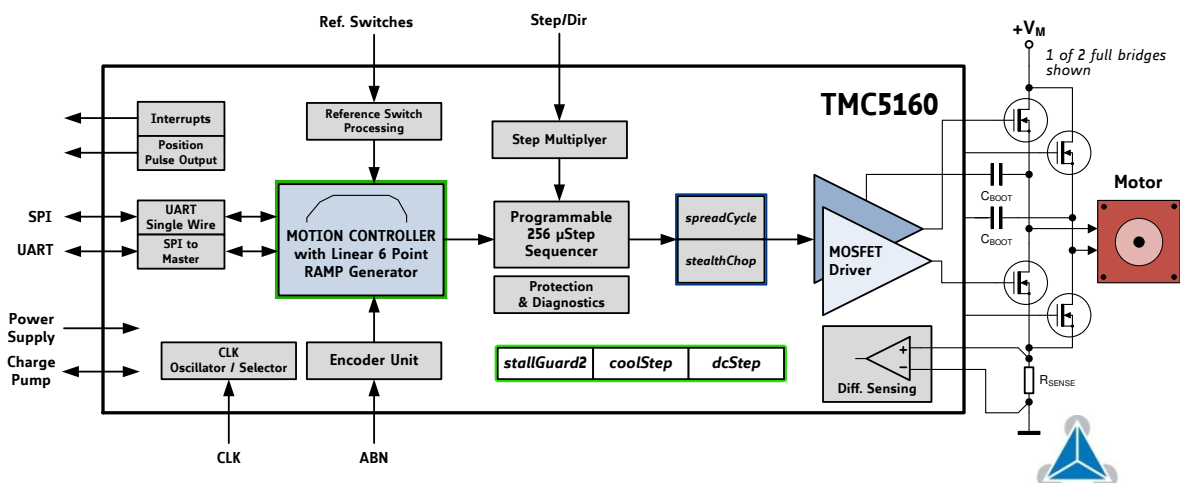 Ref. Switches
Step/Dir
+VM
1 of 2 full bridges
shown
TMC5160
Interrupts
Position
Pulse Output
Reference Switch
Processing
Step Multiplyer
CBOOT
Motor
SPI
UART
UART
Single Wire
SPI to
Master
MOTION CONTROLLER
with Linear 6 Point
RAMP Generator
Programmable
256 µStep
Sequencer
spreadCycle
stealthChop
MOSFET
Driver
CBOOT
Protection
& Diagnostics
Power
Supply
Charge
Pump
CLK
Oscillator / Selector
Encoder Unit
stallGuard2
coolStep
dcStep
+
−
Diff. Sensing
RSENSE
CLK
ABN